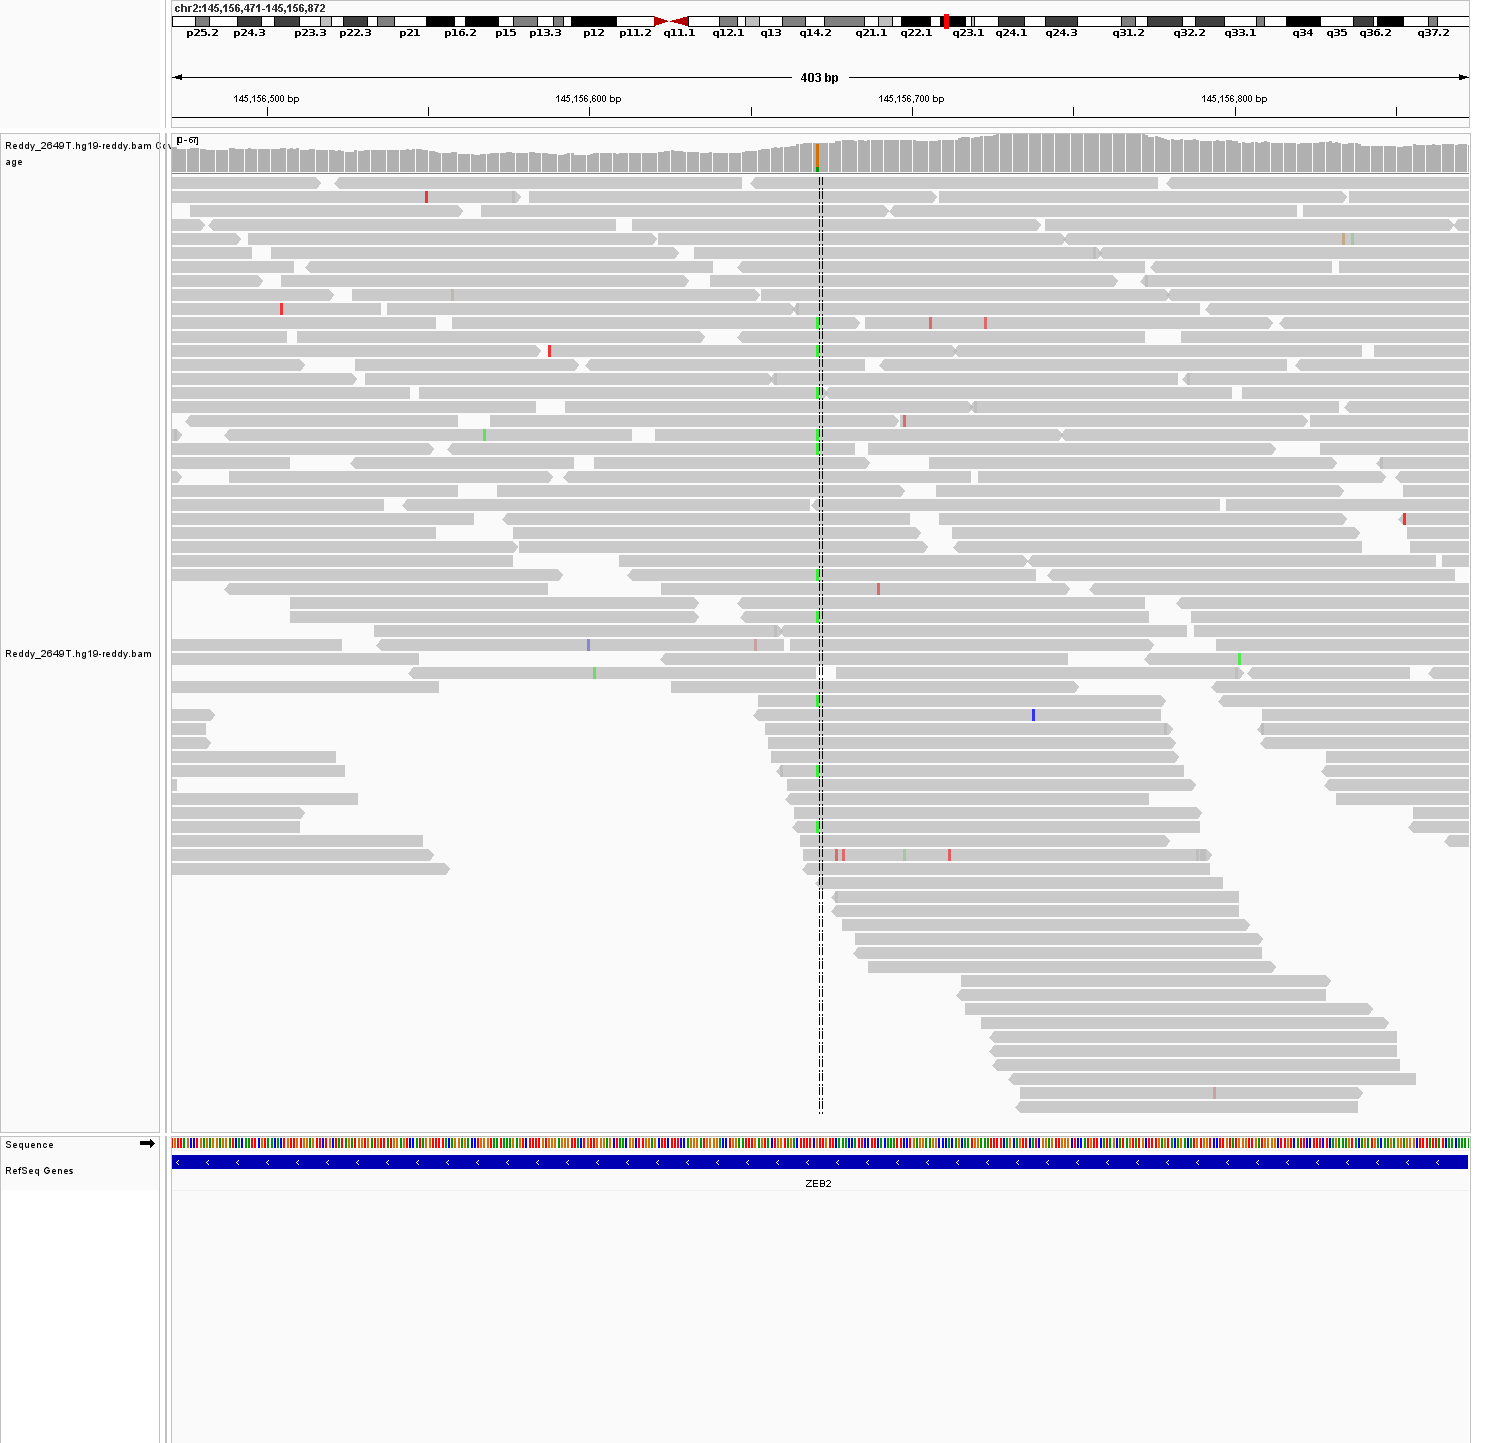 chr2:145,156,471-145,156,872
p25.2 p24.3 p23.3 p22.3 p21 p16.2 p15 p13.3 p12 p11.2 q11.1 q12.1 q13 q14.2 q21.1 q22.1 q23.1 q24.1 q24.3 q31.2 q32.2 q33.1 q34 q35 q36.2 q37.2
403 bp
145,156,500 bp 145,156,600 bp 145,156,700 bp 145,156,800 bp
[0-67]
Reddy_2649T.hg19-reddy.bam Cov
age
Reddy_2649T.hg19-reddy.bam
Sequence
RefSeq Genes
ZEB2